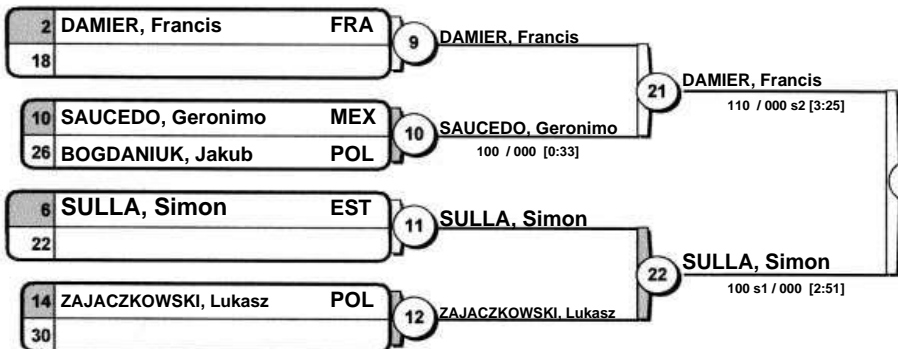 2 DAMIER, Francis FRA
18
9
DAMIER, Francis
10 SAUCEDO, Geronimo MEX
26 BOGDANIUK, Jakub POL
10
SAUCEDO, Geronimo
100 / 000 [0:33]
21
DAMIER, Francis
110 / 000 s2 [3:25]
6 SULLA, Simon EST
22
11
SULLA, Simon
14 ZAJACZKOWSKI, Lukasz POL
30
12
ZAJACZKOWSKI, Lukasz
22
SULLA, Simon
100 s1 / 000 [2:51]